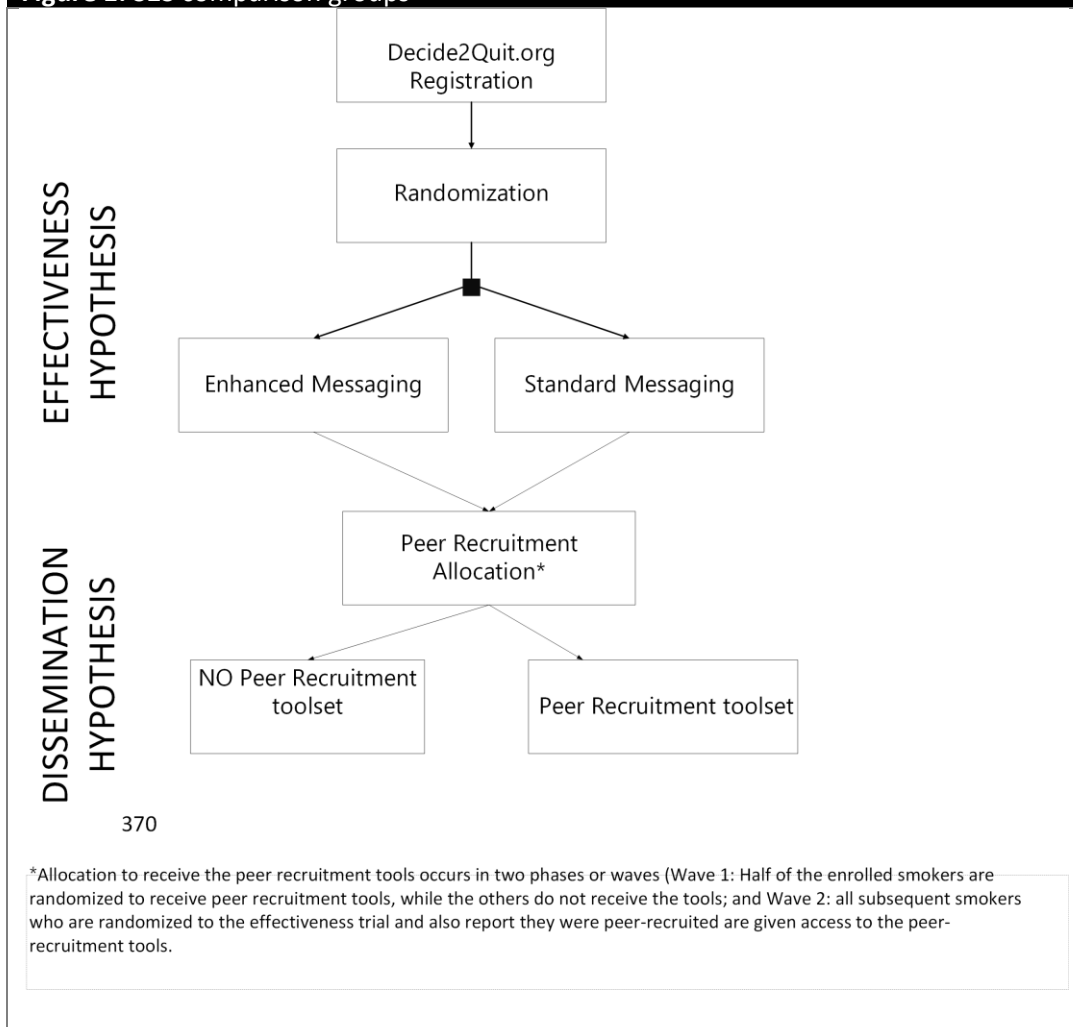 comparison groups
Decide2Quit.org
Registration
Randomization
EFFECTIVENESS
HYPOTHESIS
Enhanced Messaging
Standard Messaging
Peer Recruitment
Allocation*
DISSEMINATION
HYPOTHESIS
NO Peer Recruitment
toolset
Peer Recruitment toolset
370
*Allocation to receive the peer recruitment tools occurs in two phases or waves (Wave 1: Half of the enrolled smokers are
randomized to receive peer recruitment tools, while the others do not receive the tools; and Wave 2: all subsequent smokers
who are randomized to the effectiveness trial and also report they were peer-recruited are given access to the peer-
recruitment tools.